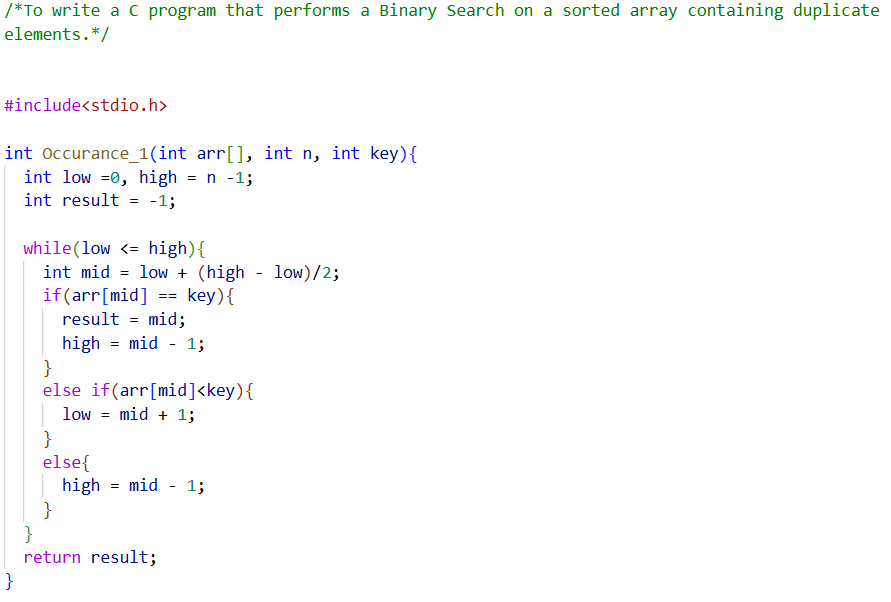 /*To write a C program that performs a Binary Search on a sorted array containing duplicate
elements.*/
#include<stdio.h>
int Occurance_1(int arr[], int n, int key){
  int low =0, high = n -1;
  int result = -1;
  while(low <= high){
    int mid = low + (high - low)/2;
    if(arr[mid] == key){
      result = mid;
      high = mid - 1;
    }
    else if(arr[mid]<key){
      low = mid + 1;
    }
    else{
      high = mid - 1;
    }
  }
  return result;
}